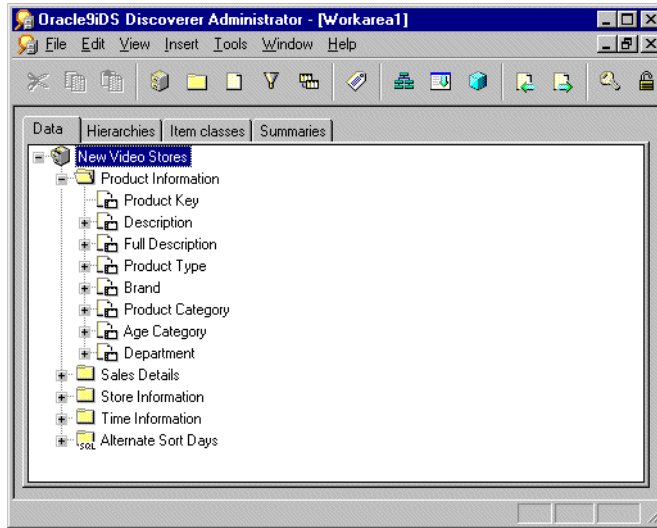 Oracle9iDS Discoverer Administrator - [Workarea1]
File Edit View Insert Tools Window Help
Data Hierarchies Item classes Summaries
New Video Stores
Product Information
Product Key
Description
Full Description
Product Type
Brand
Product Category
Age Category
Department
Sales Details
Store Information
Time Information
SQL Alternate Sort Days